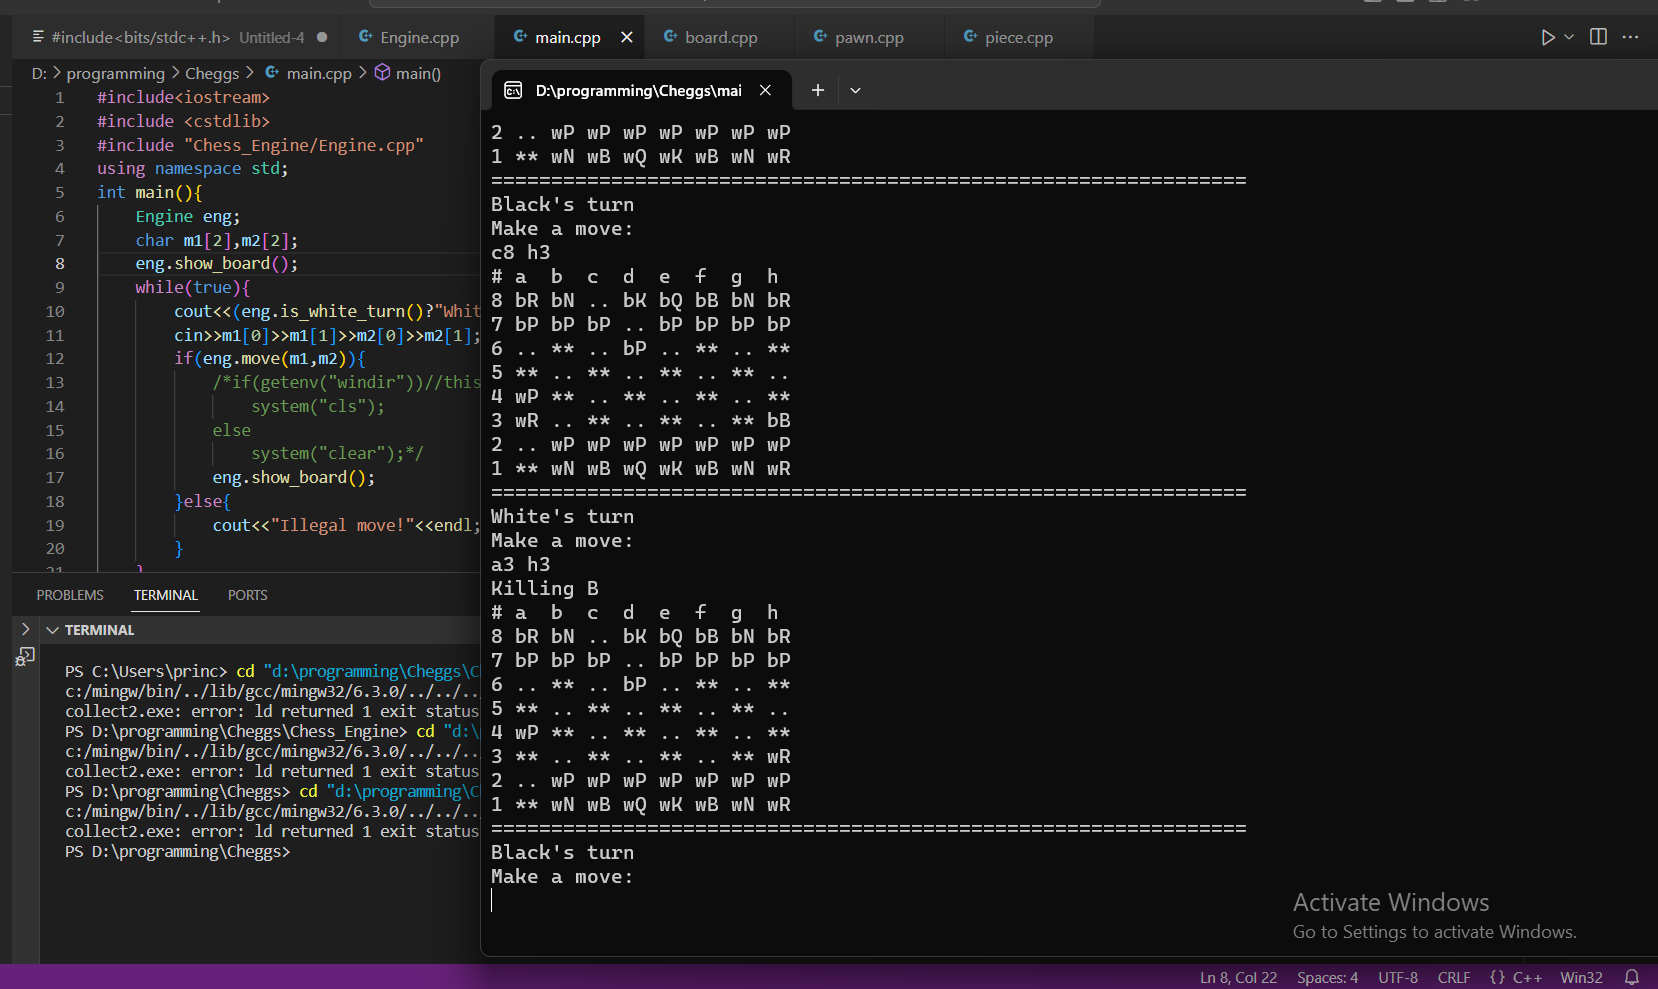 #include<bits/stdc++.h> Untitled-4 Engine.cpp main.cpp board.cpp pawn.cpp piece.cpp
D: > programming > Cheggs > main.cpp > main()
1 #include<iostream>
2 #include <cstdlib>
3 #include "Chess_Engine/Engine.cpp"
4 using namespace std;
5 int main(){
6 Engine eng;
7 char m1[2],m2[2];
8 eng.show_board();
9 while(true){
10 cout<<(eng.is_white_turn()?"Whit
11 cin>>m1[0]>>m1[1]>>m2[0]>>m2[1];
12 if(eng.move(m1,m2)){
13 /*if(getenv("windir"))//this
14 system("cls");
15 else
16 system("clear");*/
17 eng.show_board();
18 }else{
19 cout<<"Illegal move!"<<endl;
20 }
21 }
PROBLEMS TERMINAL PORTS
TERMINAL
PS C:\Users\princ> cd "d:\programming\Cheggs\C
c:/mingw/bin/../lib/gcc/mingw32/6.3.0/../../..
collect2.exe: error: ld returned 1 exit status
PS D:\programming\Cheggs\Chess_Engine> cd "d:\
c:/mingw/bin/../lib/gcc/mingw32/6.3.0/../../..
collect2.exe: error: ld returned 1 exit status
PS D:\programming\Cheggs> cd "d:\programming\C
c:/mingw/bin/../lib/gcc/mingw32/6.3.0/../../..
collect2.exe: error: ld returned 1 exit status
PS D:\programming\Cheggs>
D:\programming\Cheggs\mai
2 .. wP wP wP wP wP wP wP
1 ** wN wB wQ wK wB wN wR
===============================================================
Black's turn
Make a move:
c8 h3
# a b c d e f g h
8 bR bN .. bK bQ bB bN bR
7 bP bP bP .. bP bP bP bP
6 .. ** .. bP .. ** .. **
5 ** .. ** .. ** .. ** ..
4 wP ** .. ** .. ** .. **
3 wR .. ** .. ** .. ** bB
2 .. wP wP wP wP wP wP wP
1 ** wN wB wQ wK wB wN wR
===============================================================
White's turn
Make a move:
a3 h3
Killing B
# a b c d e f g h
8 bR bN .. bK bQ bB bN bR
7 bP bP bP .. bP bP bP bP
6 .. ** .. bP .. ** .. **
5 ** .. ** .. ** .. ** ..
4 wP ** .. ** .. ** .. **
3 ** .. ** .. ** .. ** wR
2 .. wP wP wP wP wP wP wP
1 ** wN wB wQ wK wB wN wR
===============================================================
Black's turn
Make a move:
Activate Windows
Go to Settings to activate Windows.
Ln 8, Col 22 Spaces: 4 UTF-8 CRLF {} C++ Win32